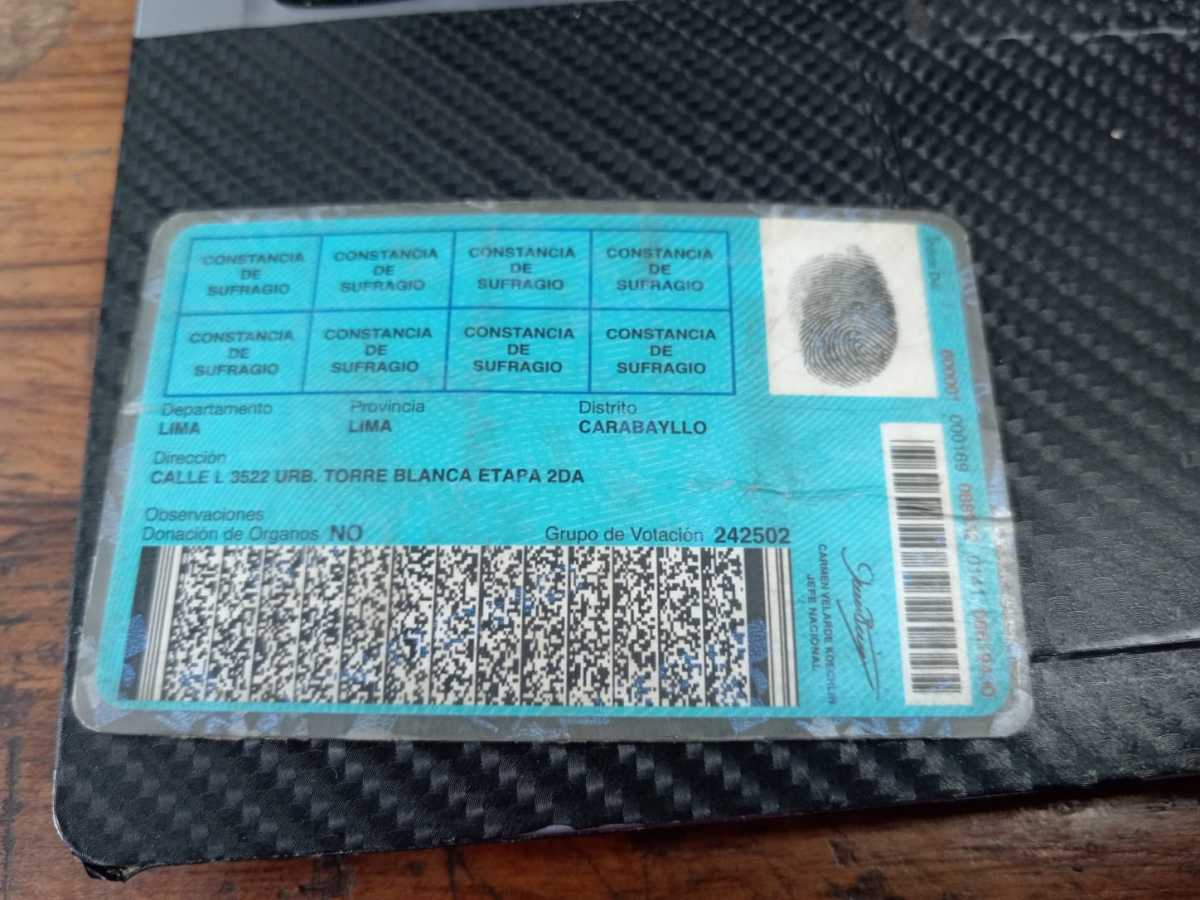 CONSTANCIA DE SUFRAGIO
CONSTANCIA DE SUFRAGIO
CONSTANCIA DE SUFRAGIO
CONSTANCIA DE SUFRAGIO
CONSTANCIA DE SUFRAGIO
CONSTANCIA DE SUFRAGIO
CONSTANCIA DE SUFRAGIO
CONSTANCIA DE SUFRAGIO
Departamento Provincia Distrito
LIMA LIMA CARABAYLLO
Dirección
CALLE L 3522 URB. TORRE BLANCA ETAPA 2DA
Observaciones
Donación de Organos NO Grupo de Votación 242502
CARMEN VELARDE KOECHLIN
JEFE NACIONAL